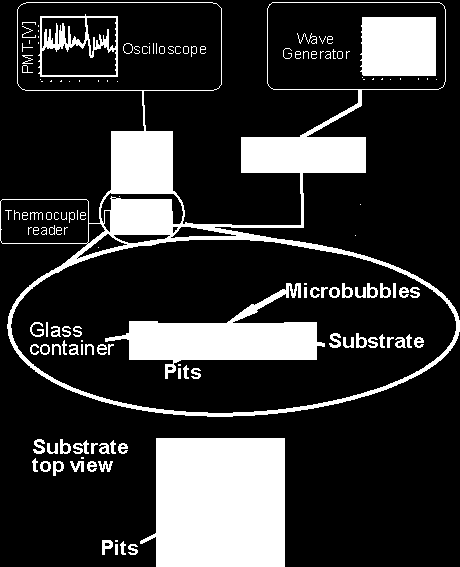 PMT-[V]
Oscilloscope
Wave
Generator
Thermocuple
reader
Microbubbles
Glass
container
Substrate
Pits
Substrate
top view
Pits